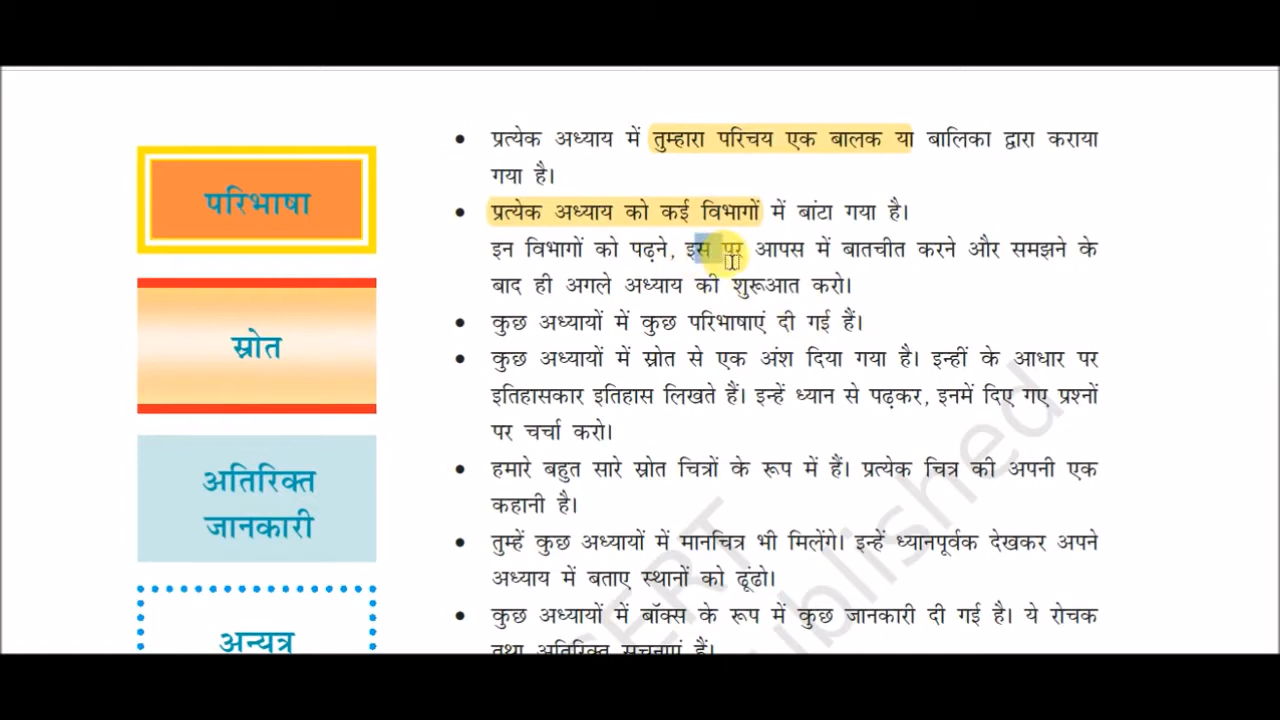 परिभाषा
स्रोत
अतिरिक्त
जानकारी
अन्यत्र
• प्रत्येक अध्याय में तुम्हारा परिचय एक बालक या बालिका द्वारा कराया
गया है।
• प्रत्येक अध्याय को कई विभागों में बांटा गया है।
इन विभागों को पढ़ने, इस पर आपस में बातचीत करने और समझने के
बाद ही अगले अध्याय की शुरूआत करो।
• कुछ अध्यायों में कुछ परिभाषाएं दी गई हैं।
• कुछ अध्यायों में स्रोत से एक अंश दिया गया है। इन्हीं के आधार पर
इतिहासकार इतिहास लिखते हैं। इन्हें ध्यान से पढ़कर, इनमें दिए गए प्रश्नों
पर चर्चा करो।
• हमारे बहुत सारे स्रोत चित्रों के रूप में हैं। प्रत्येक चित्र की अपनी एक
कहानी है।
• तुम्हें कुछ अध्यायों में मानचित्र भी मिलेंगे। इन्हें ध्यानपूर्वक देखकर अपने
अध्याय में बताए स्थानों को ढूंढो।
• कुछ अध्यायों में बॉक्स के रूप में कुछ जानकारी दी गई है। ये रोचक
तथा अतिरिक्त सूचनाएं हैं।